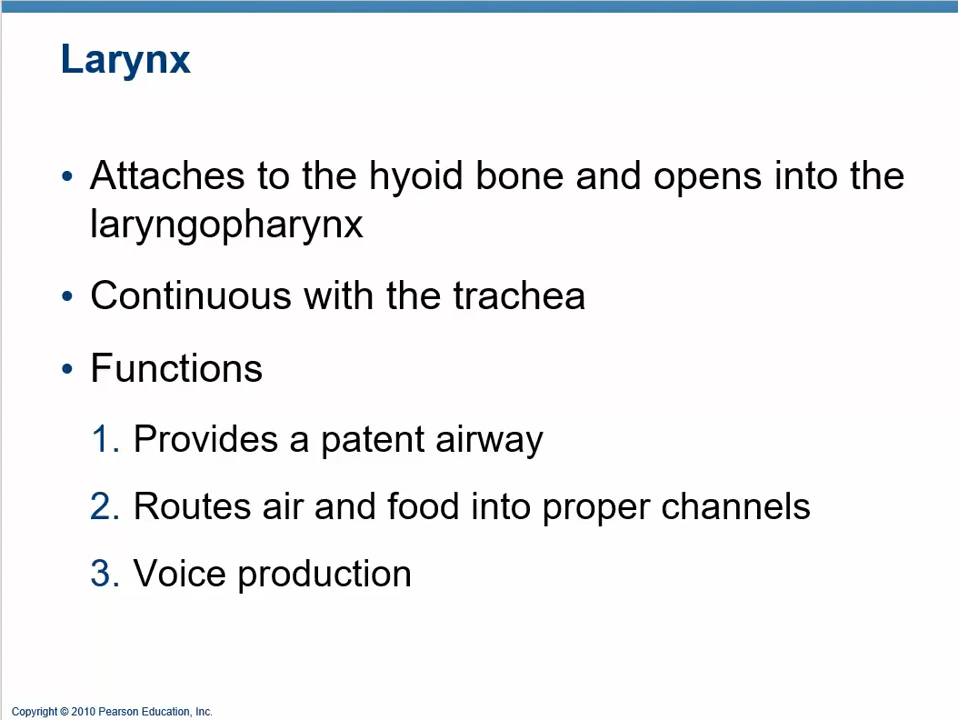 Larynx
• Attaches to the hyoid bone and opens into the
laryngopharynx
• Continuous with the trachea
• Functions
1. Provides a patent airway
2. Routes air and food into proper channels
3. Voice production
Copyright © 2010 Pearson Education, Inc.